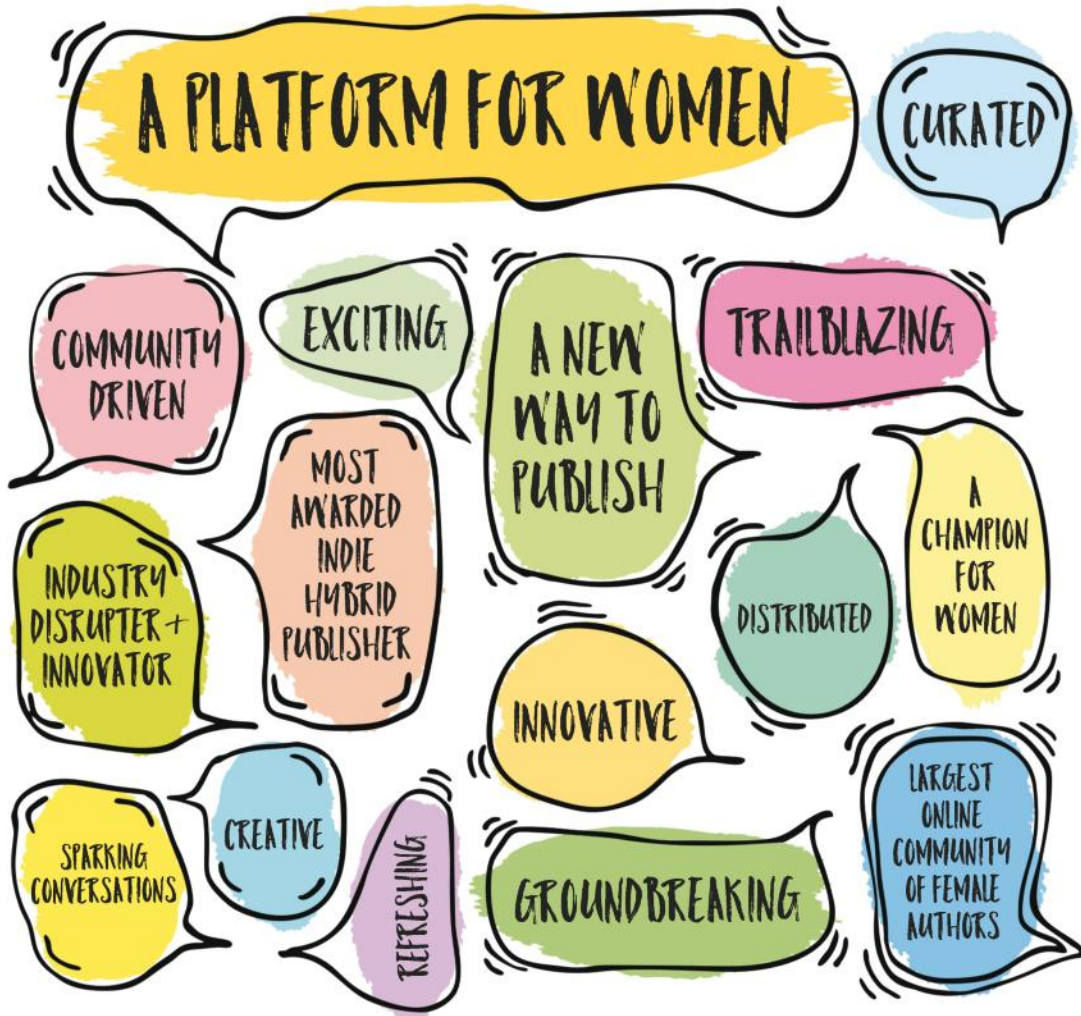 A PLATFORM FOR WOMEN
CURATED
COMMUNITY
DRIVEN
EXCITING
A NEW
WAY TO
PUBLISH
TRAILBLAZING
MOST
AWARDED
INDIE
HYBRID
PUBLISHER
A
CHAMPION
FOR
WOMEN
INDUSTRY
DISRUPTER +
INNOVATOR
DISTRIBUTED
INNOVATIVE
SPARKING
CONVERSATIONS
CREATIVE
REFRESHING
GROUNDBREAKING
LARGEST
ONLINE
COMMUNITY
OF FEMALE
AUTHORS